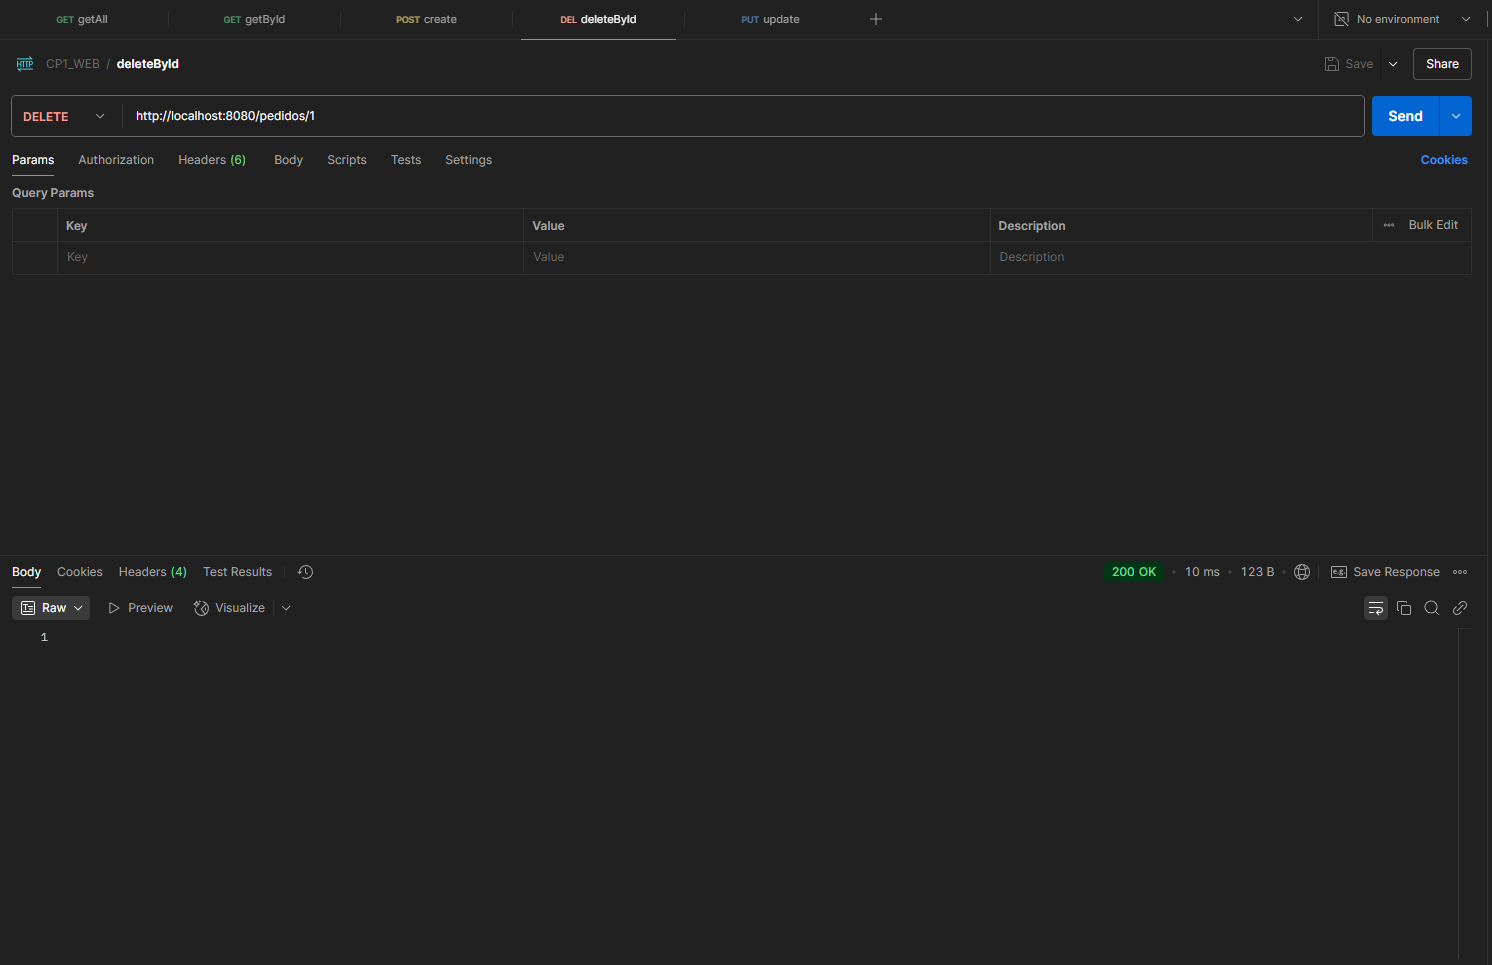 GET getAll GET getById POST create DEL deleteById PUT update No environment
HTTP CP1_WEB / deleteById Save Share
DELETE http://localhost:8080/pedidos/1 Send
Params Authorization Headers (6) Body Scripts Tests Settings Cookies
Query Params
Key Value Description Bulk Edit
Key Value Description
Body Cookies Headers (4) Test Results 200 OK • 10 ms • 123 B • e.g. Save Response
Raw Preview Visualize
1